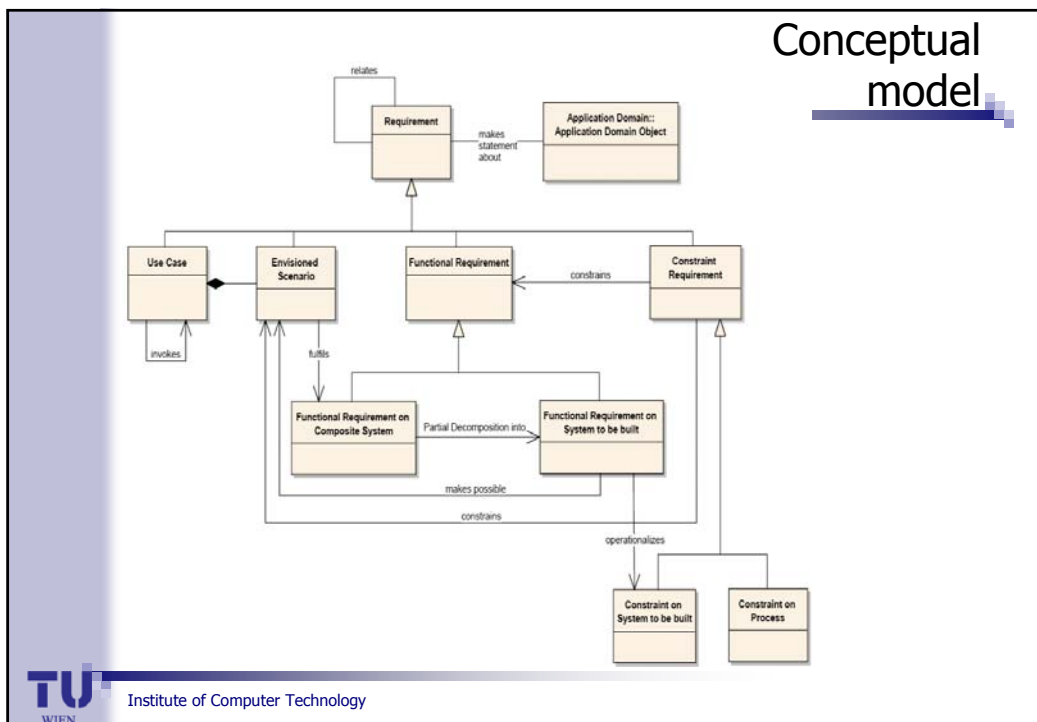 Conceptual
model
relates
Requirement
makes
statement
about
Application Domain::
Application Domain Object
Use Case
Envisioned
Scenario
Functional Requirement
constrains
Constraint
Requirement
invokes
fulfils
Functional Requirement on
Composite System
Partial Decomposition into
Functional Requirement on
System to be built
makes possible
constrains
operationalizes
Constraint on
System to be built
Constraint on
Process
TU
WIEN
Institute of Computer Technology